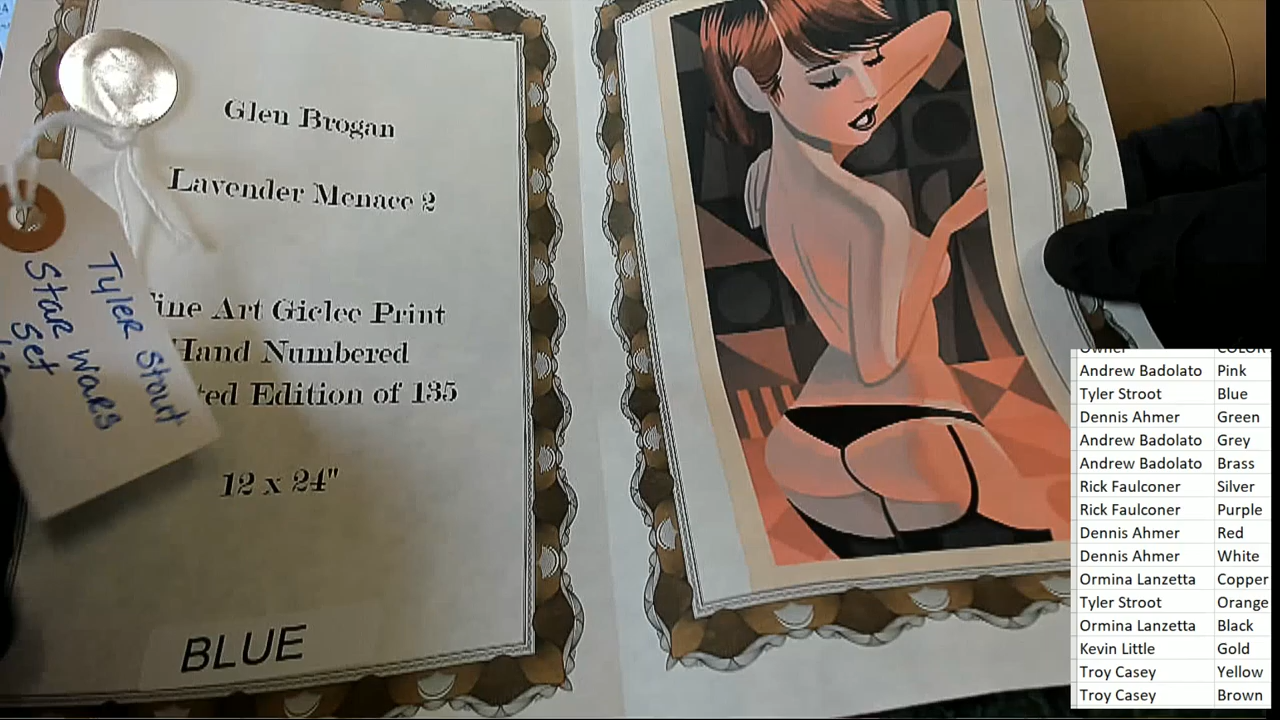 Glen Brogan
Lavender Menace 2
Fine Art Giclee Print
Hand Numbered
Edition of 135
12 x 24"
BLUE
Tyler Stout
Star Wars
Set
Owner COLOR
Andrew Badolato Pink
Tyler Stroot Blue
Dennis Ahmer Green
Andrew Badolato Grey
Andrew Badolato Brass
Rick Faulconer Silver
Rick Faulconer Purple
Dennis Ahmer Red
Dennis Ahmer White
Ormina Lanzetta Copper
Tyler Stroot Orange
Ormina Lanzetta Black
Kevin Little Gold
Troy Casey Yellow
Troy Casey Brown